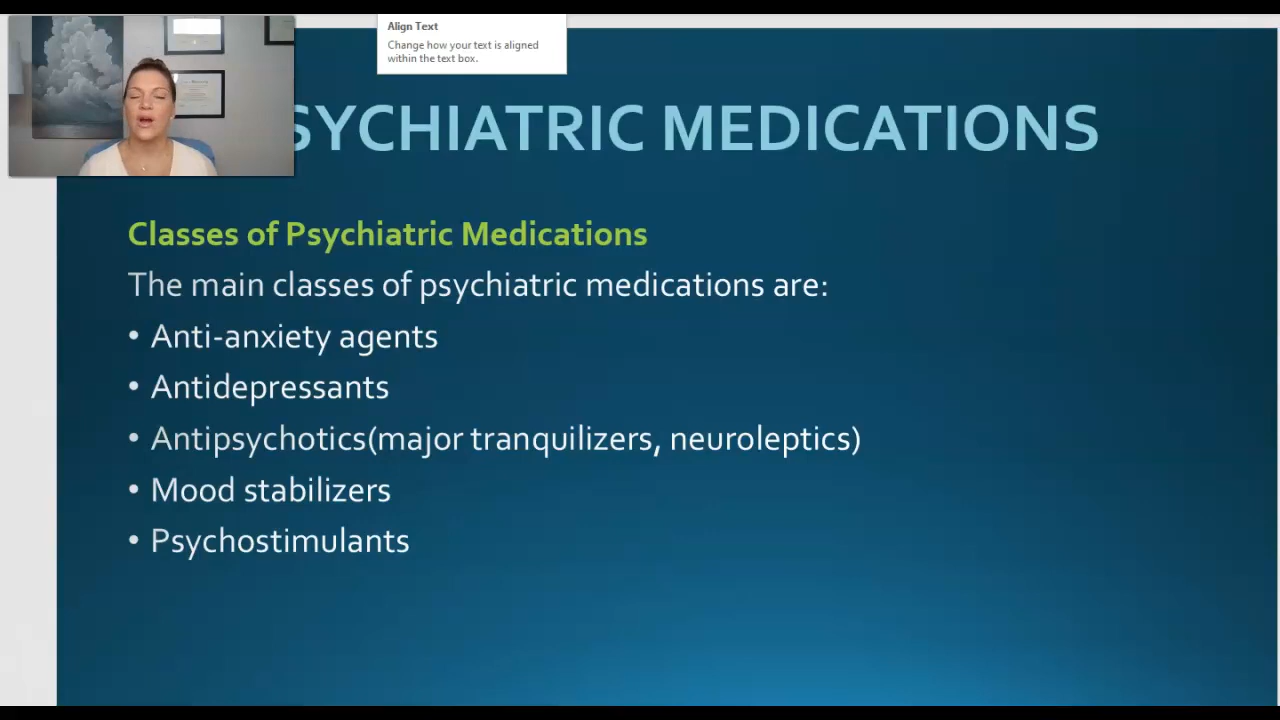 Align Text
Change how your text is aligned
within the text box.
SYCHIATRIC MEDICATIONS
Classes of Psychiatric Medications
The main classes of psychiatric medications are:
• Anti-anxiety agents
• Antidepressants
• Antipsychotics(major tranquilizers, neuroleptics)
• Mood stabilizers
• Psychostimulants